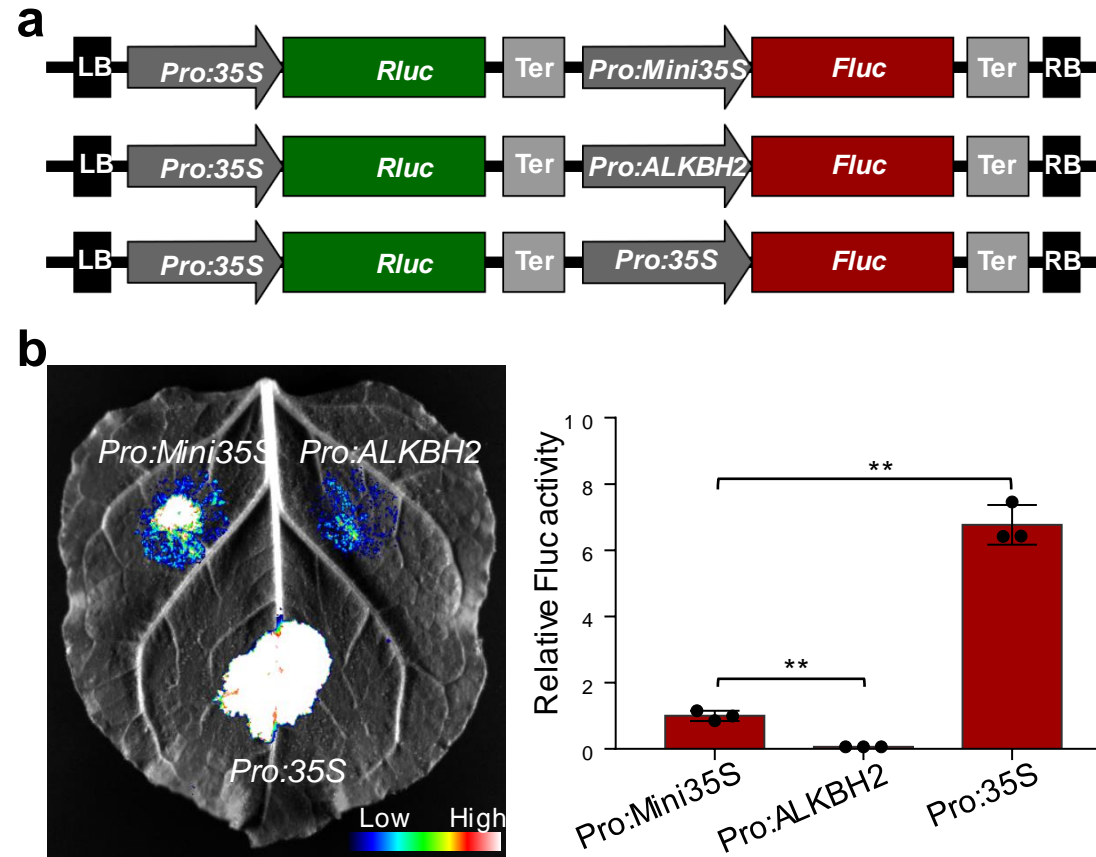 a
LB Pro:35S Rluc Ter Pro:Mini35S Fluc Ter RB
LB Pro:35S Rluc Ter Pro:ALKBH2 Fluc Ter RB
LB Pro:35S Rluc Ter Pro:35S Fluc Ter RB
b
Pro:Mini35S Pro:ALKBH2
Pro:35S
Low High
Relative Fluc activity
10
8
6
4
2
0
**
**
Pro:Mini35S
Pro:ALKBH2
Pro:35S